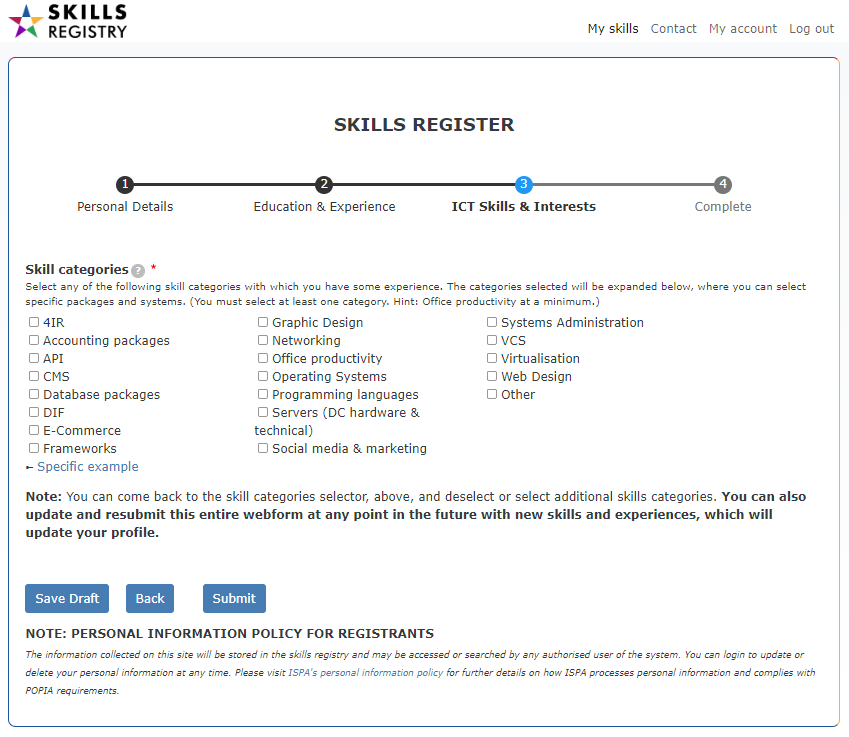 SKILLS
REGISTRY
My skills Contact My account Log out
SKILLS REGISTER
1 2 3 4
Personal Details Education & Experience ICT Skills & Interests Complete
Skill categories ? *
Select any of the following skill categories with which you have some experience. The categories selected will be expanded below, where you can select
specific packages and systems. (You must select at least one category. Hint: Office productivity at a minimum.)
4IR
Accounting packages
API
CMS
Database packages
DIF
E-Commerce
Frameworks
Graphic Design
Networking
Office productivity
Operating Systems
Programming languages
Servers (DC hardware &
technical)
Social media & marketing
Systems Administration
VCS
Virtualisation
Web Design
Other
← Specific example
Note: You can come back to the skill categories selector, above, and deselect or select additional skills categories. You can also
update and resubmit this entire webform at any point in the future with new skills and experiences, which will
update your profile.
Save Draft Back Submit
NOTE: PERSONAL INFORMATION POLICY FOR REGISTRANTS
The information collected on this site will be stored in the skills registry and may be accessed or searched by any authorised user of the system. You can login to update or
delete your personal information at any time. Please visit ISPA's personal information policy for further details on how ISPA processes personal information and complies with
POPIA requirements.